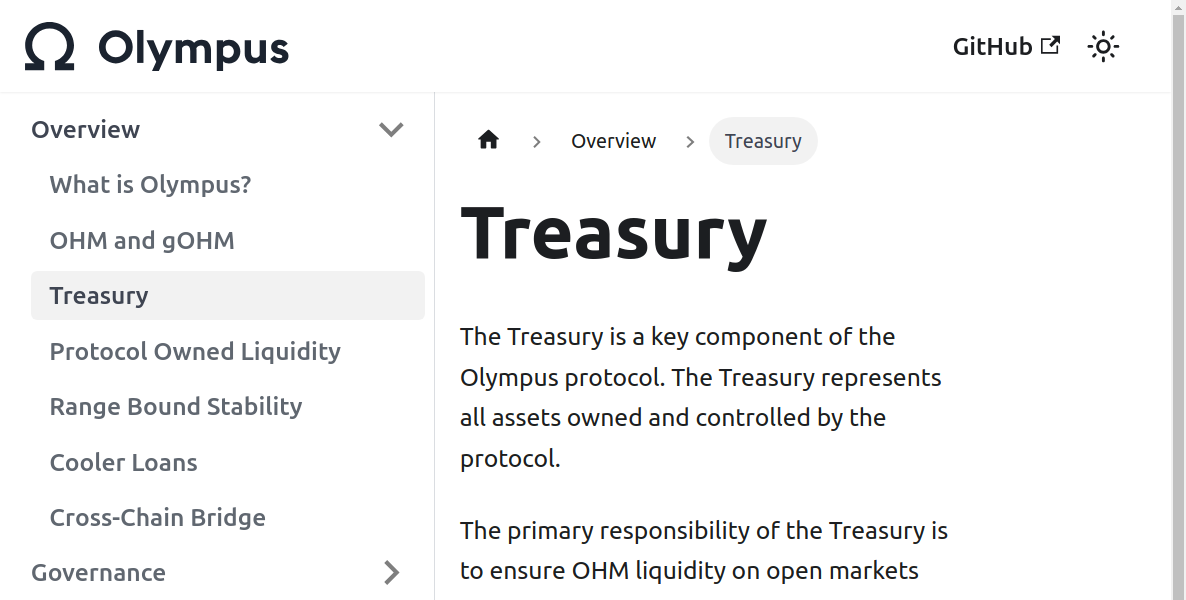 Olympus
GitHub
Overview
What is Olympus?
OHM and gOHM
Treasury
Protocol Owned Liquidity
Range Bound Stability
Cooler Loans
Cross-Chain Bridge
Governance
Overview
Treasury
Treasury
The Treasury is a key component of the
Olympus protocol. The Treasury represents
all assets owned and controlled by the
protocol.
The primary responsibility of the Treasury is
to ensure OHM liquidity on open markets